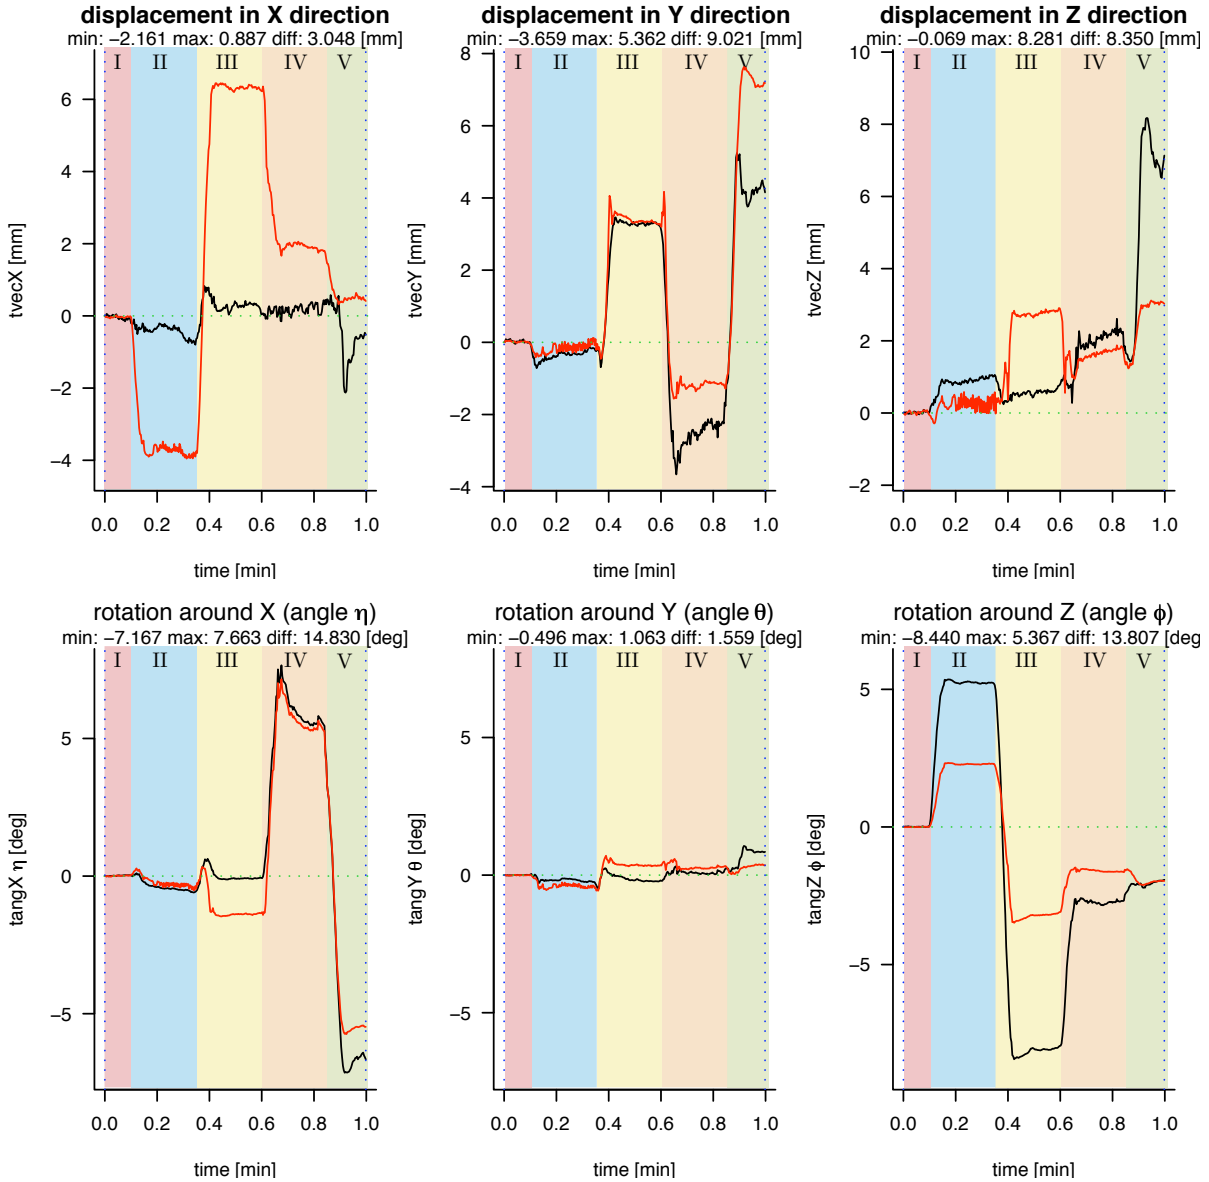 displacement in X direction
min: −2.161 max: 0.887 diff: 3.048 [mm]
I II III IV V
6
4
2
0
−2
−4
tvecX [mm]
0.0 0.2 0.4 0.6 0.8 1.0
time [min]
displacement in Y direction
min: −3.659 max: 5.362 diff: 9.021 [mm]
I II III IV V
8
6
4
2
0
−2
−4
tvecY [mm]
0.0 0.2 0.4 0.6 0.8 1.0
time [min]
displacement in Z direction
min: −0.069 max: 8.281 diff: 8.350 [mm]
I II III IV V
10
8
6
4
2
0
−2
tvecZ [mm]
0.0 0.2 0.4 0.6 0.8 1.0
time [min]
rotation around X (angle η)
min: −7.167 max: 7.663 diff: 14.830 [deg]
I II III IV V
5
0
−5
tangX η [deg]
0.0 0.2 0.4 0.6 0.8 1.0
time [min]
rotation around Y (angle θ)
min: −0.496 max: 1.063 diff: 1.559 [deg]
I II III IV V
5
0
−5
tangY θ [deg]
0.0 0.2 0.4 0.6 0.8 1.0
time [min]
rotation around Z (angle ϕ)
min: −8.440 max: 5.367 diff: 13.807 [deg
I II III IV V
5
0
−5
tangZ ϕ [deg]
0.0 0.2 0.4 0.6 0.8 1.0
time [min]